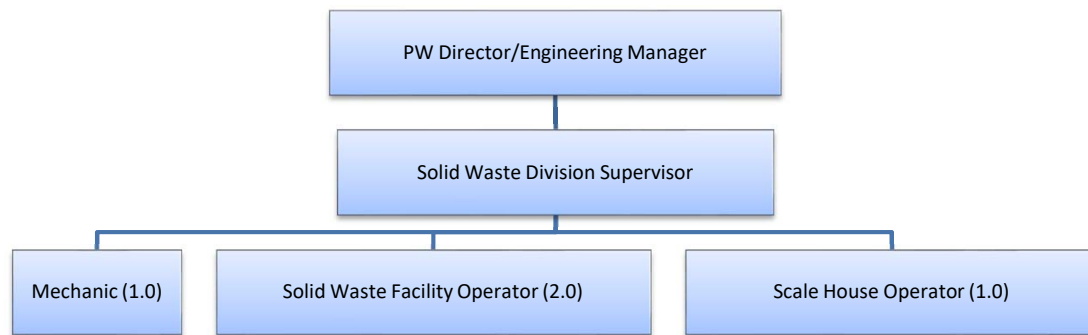 PW Director/Engineering Manager
Solid Waste Division Supervisor
Mechanic (1.0)
Solid Waste Facility Operator (2.0)
Scale House Operator (1.0)